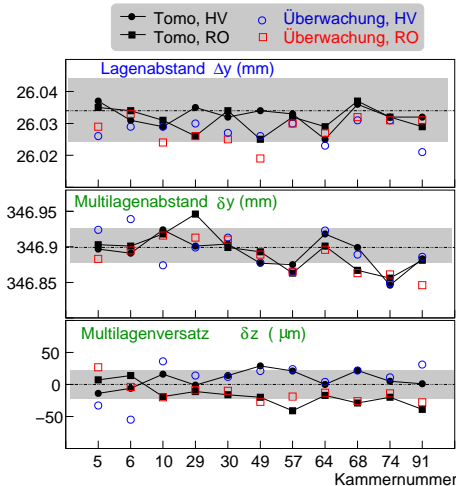 Tomo, HV Überwachung, HV
Tomo, RO Überwachung, RO
Lagenabstand Δy (mm)
26.04
26.03
26.02
Multilagenabstand δy (mm)
346.95
346.9
346.85
Multilagenversatz δz ( μm)
50
0
−50
5 6 10 29 30 49 57 64 68 74 91
Kammernummer